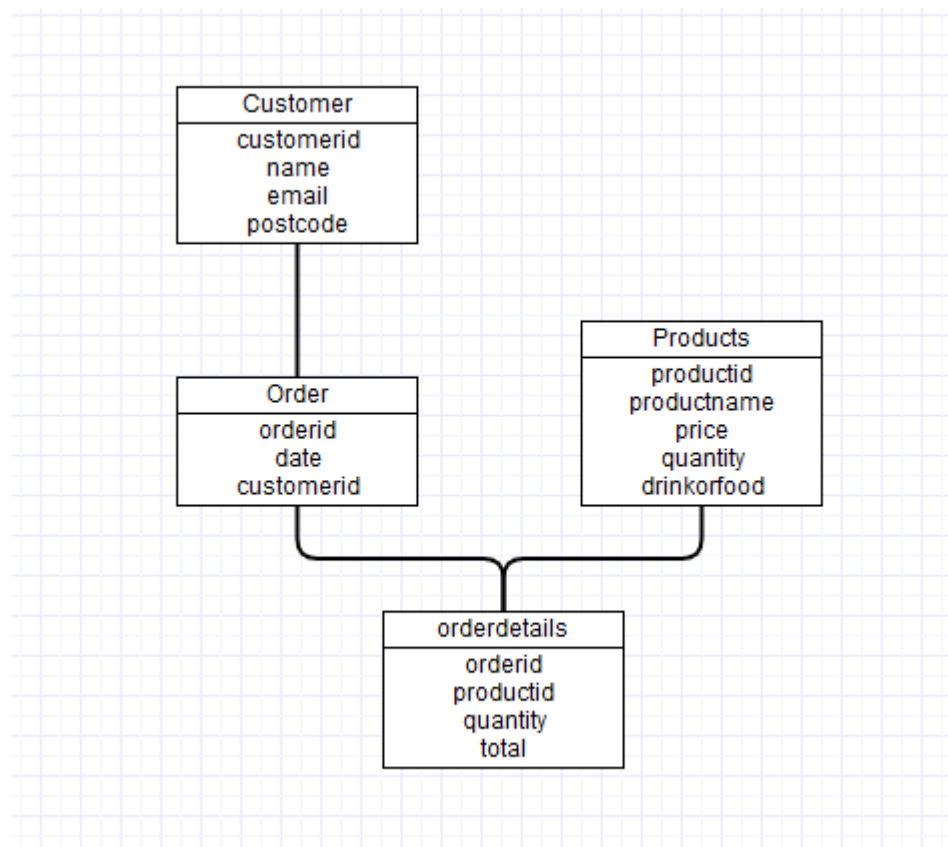 Customer
customerid
name
email
postcode
Order
orderid
date
customerid
Products
productid
productname
price
quantity
drinkorfood
orderdetails
orderid
productid
quantity
total